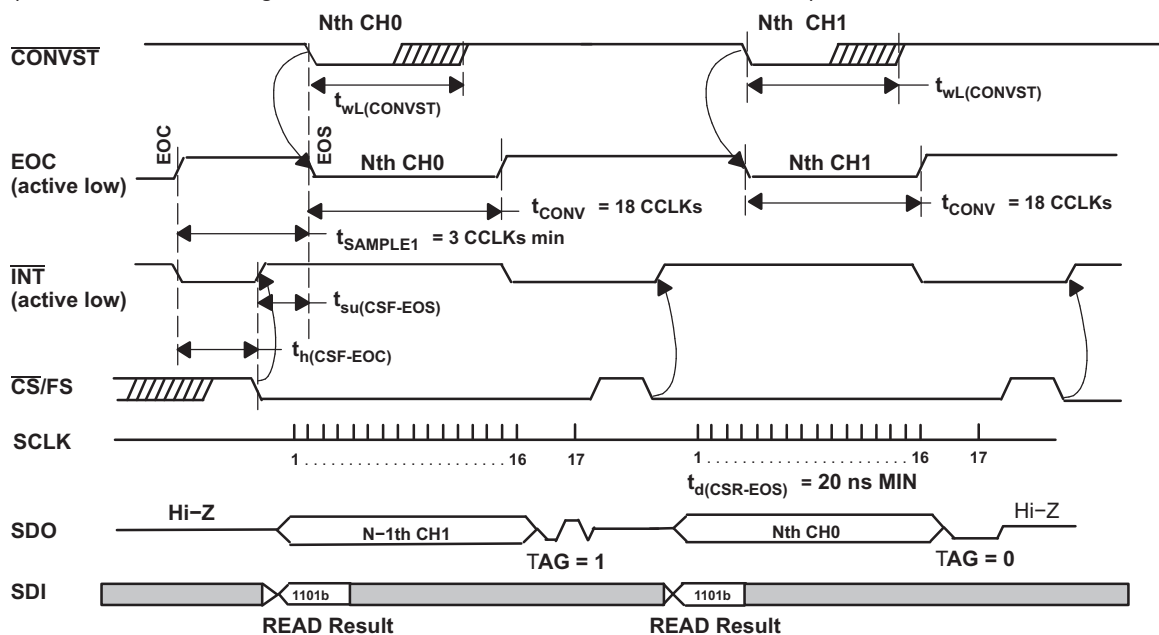 Nth CH0
Nth CH1
CONVST
twL(CONVST)
twL(CONVST)
EOC
EOS
EOC
(active low)
Nth CH0
Nth CH1
tCONV = 18 CCLKs
tCONV = 18 CCLKs
tSAMPLE1 = 3 CCLKs min
INT
(active low)
tsu(CSF-EOS)
th(CSF-EOC)
CS/FS
SCLK
1 . . . . . . . . . . . . . . . . . . . . . 16 17
1 . . . . . . . . . . . . . . . . . . . . . 16 17
td(CSR-EOS) = 20 ns MIN
SDO
Hi−Z
N−1th CH1
TAG = 1
Nth CH0
TAG = 0
Hi−Z
SDI
1101b
1101b
READ Result
READ Result